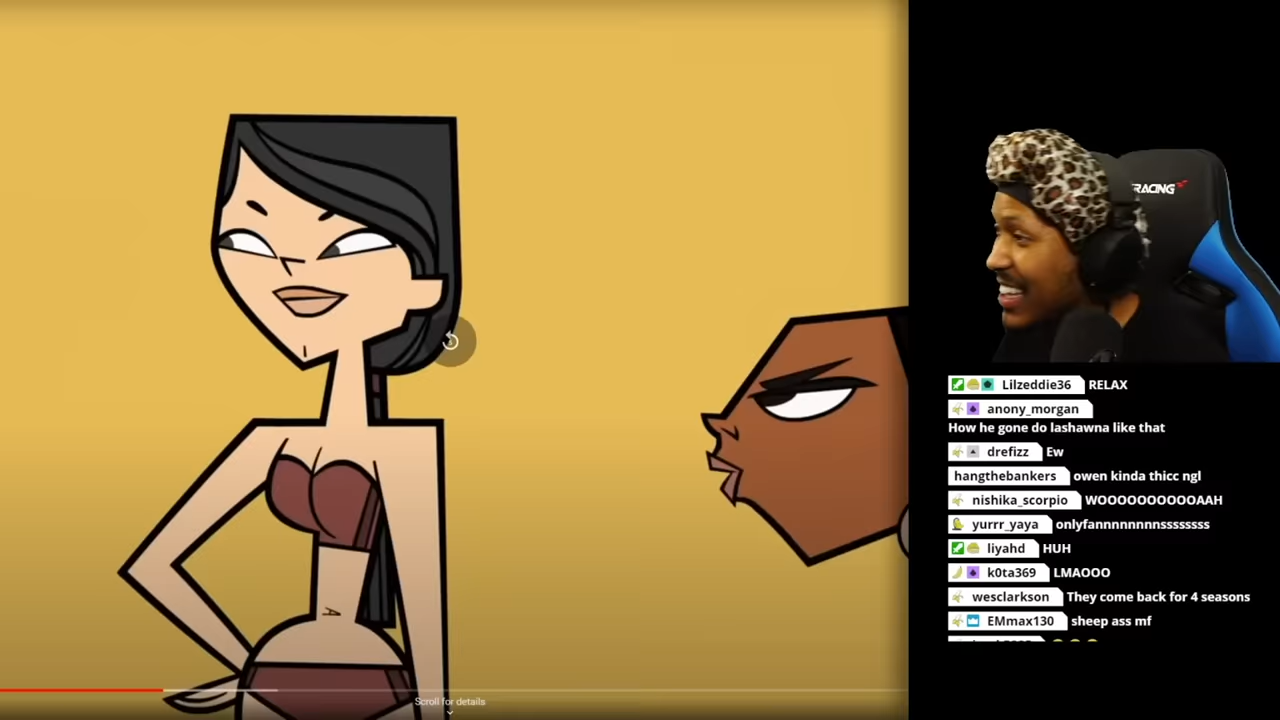 RACING
Lilzeddie36 RELAX
anony_morgan
How he gone do lashawna like that
drefizz Ew
hangthebankers owen kinda thicc ngl
nishika_scorpio WOOOOOOOOOOAAH
yurrr_yaya onlyfannnnnnnnssssssss
liyahd HUH
k0ta369 LMAOOO
wesclarkson They come back for 4 seasons
EMmax130 sheep ass mf
Scroll for details